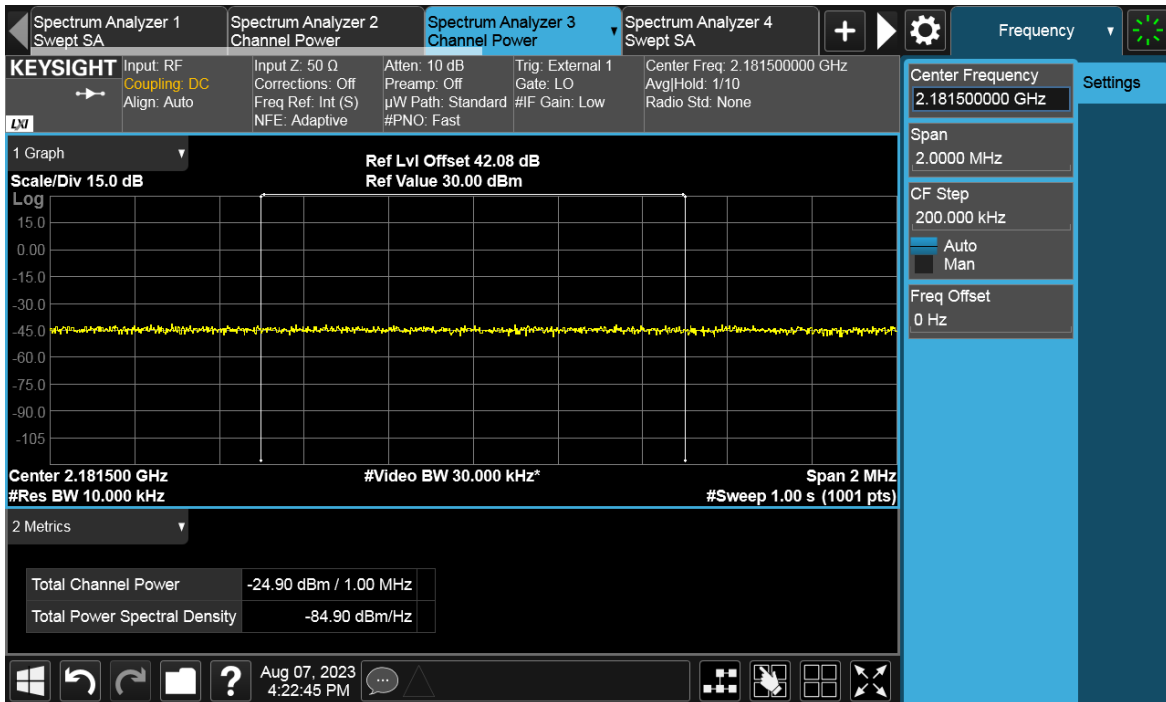 Spectrum Analyzer 1
Swept SA
Spectrum Analyzer 2
Channel Power
Spectrum Analyzer 3
Channel Power
Spectrum Analyzer 4
Swept SA
Frequency
KEYSIGHT
LXI
Input: RF
Coupling: DC
Align: Auto
Input Z: 50 Ω
Corrections: Off
Freq Ref: Int (S)
NFE: Adaptive
Atten: 10 dB
Preamp: Off
µW Path: Standard
#PNO: Fast
Trig: External 1
Gate: LO
#IF Gain: Low
Center Freq: 2.181500000 GHz
Avg|Hold: 1/10
Radio Std: None
Center Frequency
2.181500000 GHz
Settings
Span
2.0000 MHz
CF Step
200.000 kHz
Auto
Man
Freq Offset
0 Hz
1 Graph
Scale/Div 15.0 dB
Ref Lvl Offset 42.08 dB
Ref Value 30.00 dBm
Log
15.0
0.00
-15.0
-30.0
-45.0
-60.0
-75.0
-90.0
-105
Center 2.181500 GHz
#Video BW 30.000 kHz*
Span 2 MHz
#Res BW 10.000 kHz
#Sweep 1.00 s (1001 pts)
2 Metrics
Total Channel Power -24.90 dBm / 1.00 MHz
Total Power Spectral Density -84.90 dBm/Hz
?
Aug 07, 2023
4:22:45 PM